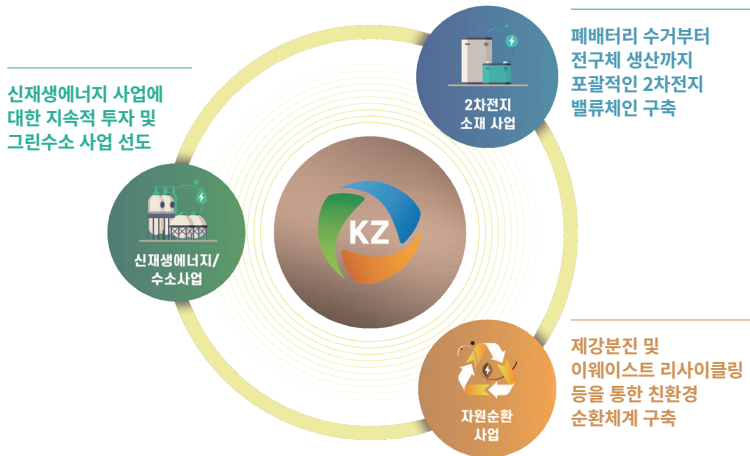 신재생에너지 사업에
대한 지속적 투자 및
그린수소 사업 선도
신재생에너지/
수소사업
KZ
2차전지
소재 사업
폐배터리 수거부터
전구체 생산까지
포괄적인 2차전지
밸류체인 구축
자원순환
사업
제강분진 및
이웨이스트 리사이클링
등을 통한 친환경
순환체계 구축